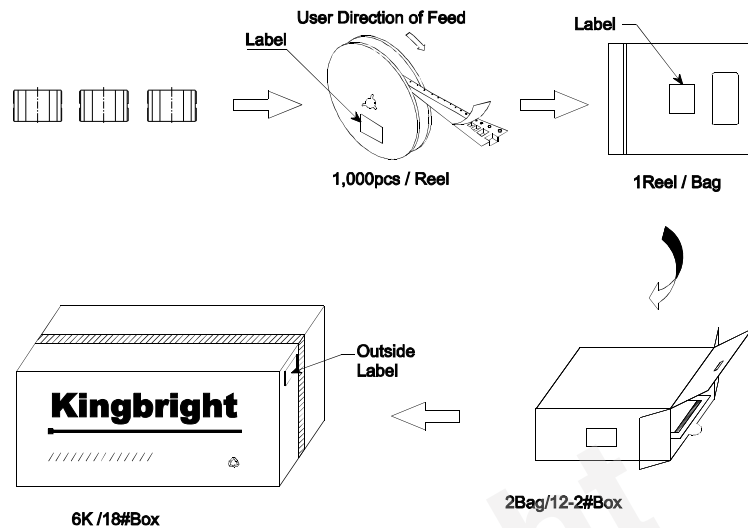 User Direction of Feed
Label
Label
1,000pcs / Reel
1Reel / Bag
Outside
Label
Kingbright
2Bag/12-2#Box
6K /18#Box